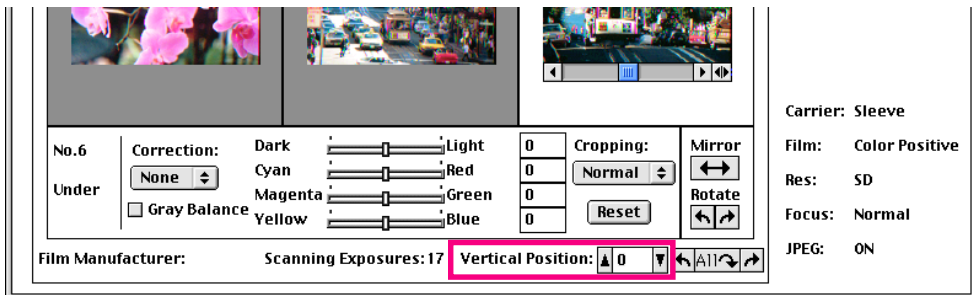 No.6
Under
Correction:
None
Gray Balance
Dark Light 0
Cyan Red 0
Magenta Green 0
Yellow Blue 0
Cropping:
Normal
Reset
Mirror
Rotate
Film Manufacturer: Scanning Exposures: 17 Vertical Position: 0 All
Carrier: Sleeve
Film: Color Positive
Res: SD
Focus: Normal
JPEG: ON